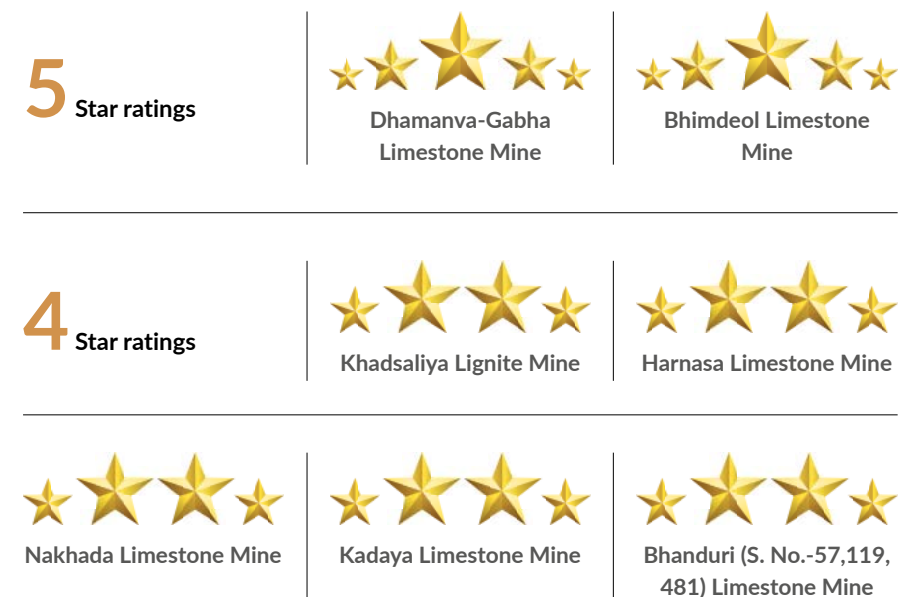 5 Star ratings
Dhamanva-Gabha
Limestone Mine
Bhimdeol Limestone
Mine
4 Star ratings
Khadsaliya Lignite Mine
Harnasa Limestone Mine
Nakhada Limestone Mine
Kadaya Limestone Mine
Bhanduri (S. No.-57,119,
481) Limestone Mine